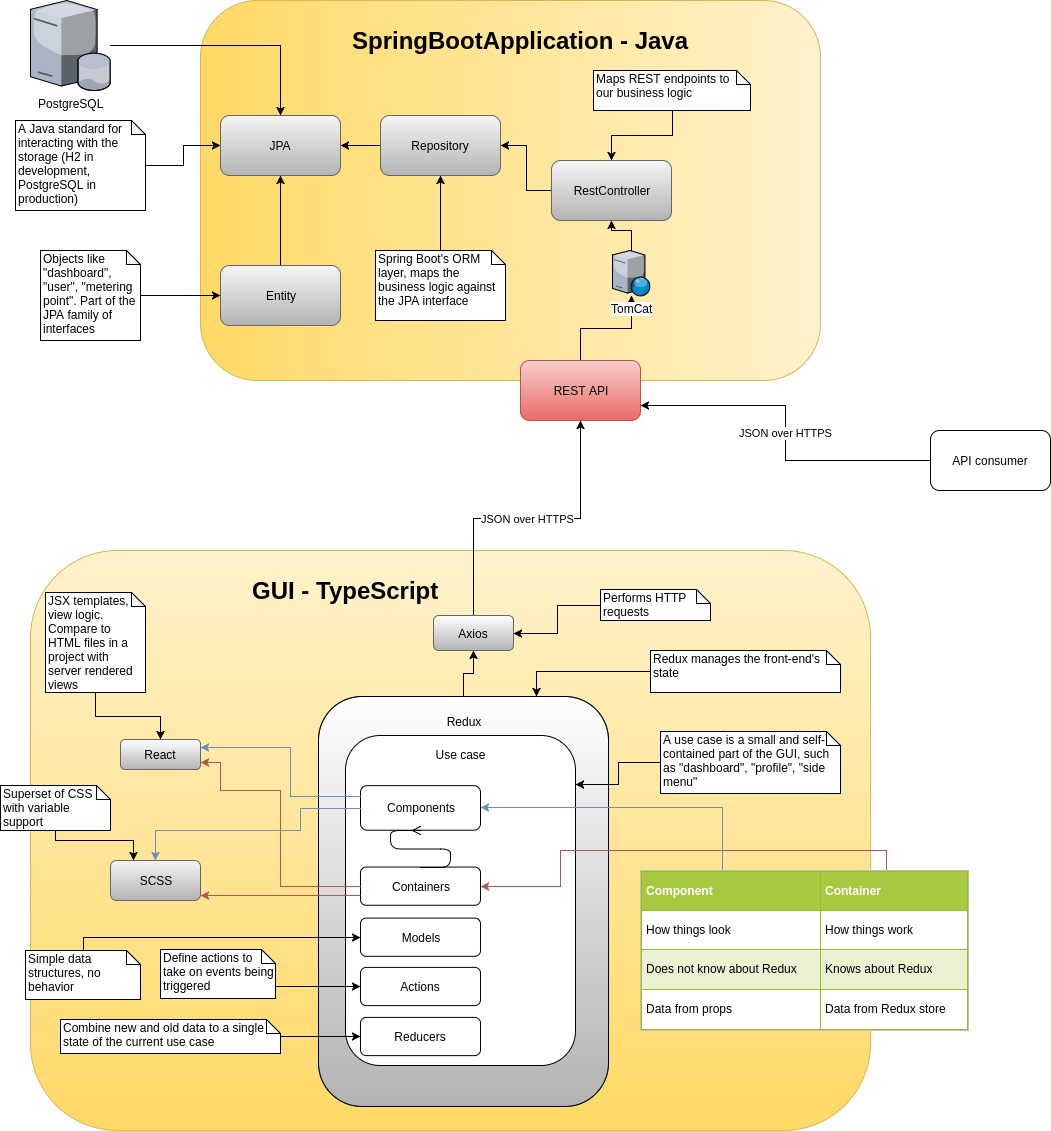 SpringBootApplication - Java
PostgreSQL
Maps REST endpoints to
our business logic
A Java standard for
interacting with the
storage (H2 in
development,
PostgreSQL in
production)
JPA
Repository
RestController
Objects like
"dashboard",
"user", "metering
point". Part of the
JPA family of
interfaces
Entity
Spring Boot's ORM
layer, maps the
business logic against
the JPA interface
TomCat
REST API
JSON over HTTPS
API consumer
JSON over HTTPS
GUI - TypeScript
JSX templates,
view logic.
Compare to
HTML files in a
project with
server rendered
views
Axios
Performs HTTP
requests
Redux manages the front-end's
state
Redux
React
Use case
A use case is a small and self-
contained part of the GUI, such
as "dashboard", "profile", "side
menu"
Superset of CSS
with variable
support
Components
SCSS
Containers
Component
Container
How things look
How things work
Does not know about Redux
Knows about Redux
Data from props
Data from Redux store
Models
Simple data
structures, no
behavior
Define actions to
take on events being
triggered
Actions
Combine new and old data to a single
state of the current use case
Reducers